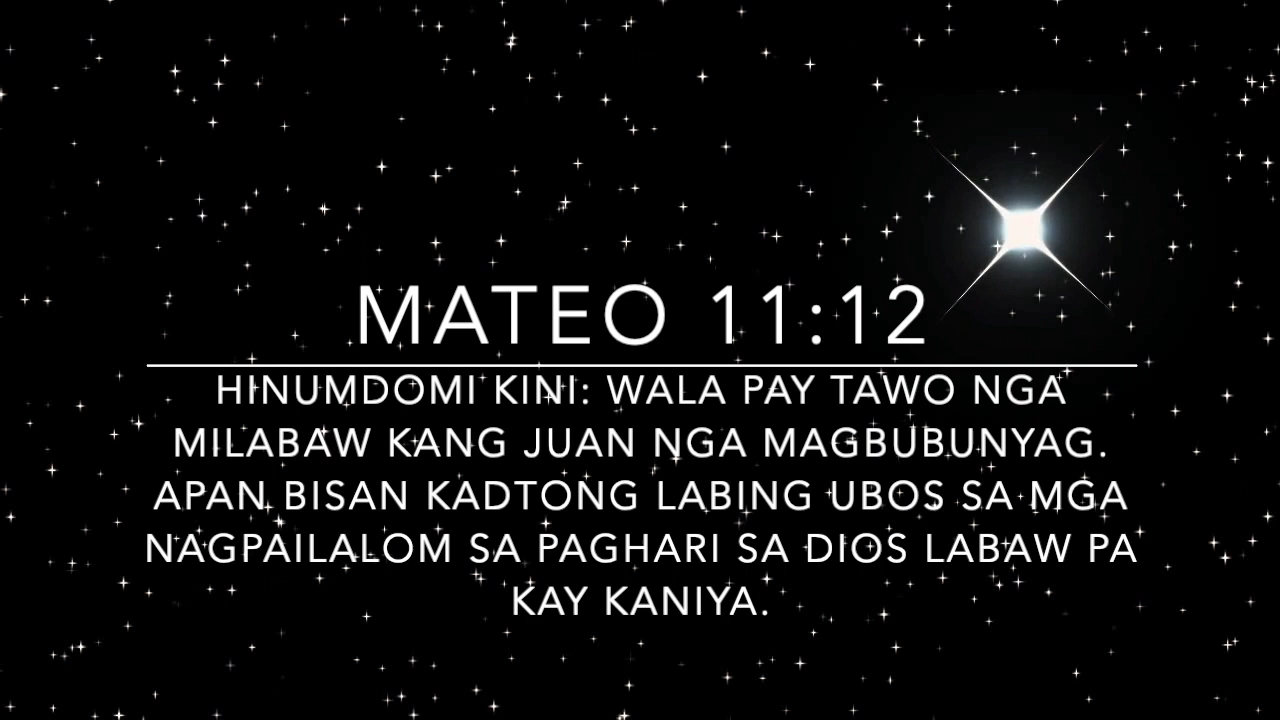 MATEO 11:12
HINUMDOMI KINI: WALA PAY TAWO NGA
MILABAW KANG JUAN NGA MAGBUBUNYAG.
APAN BISAN KADTONG LABING UBOS SA MGA
NAGPAILALOM SA PAGHARI SA DIOS LABAW PA
KAY KANIYA.